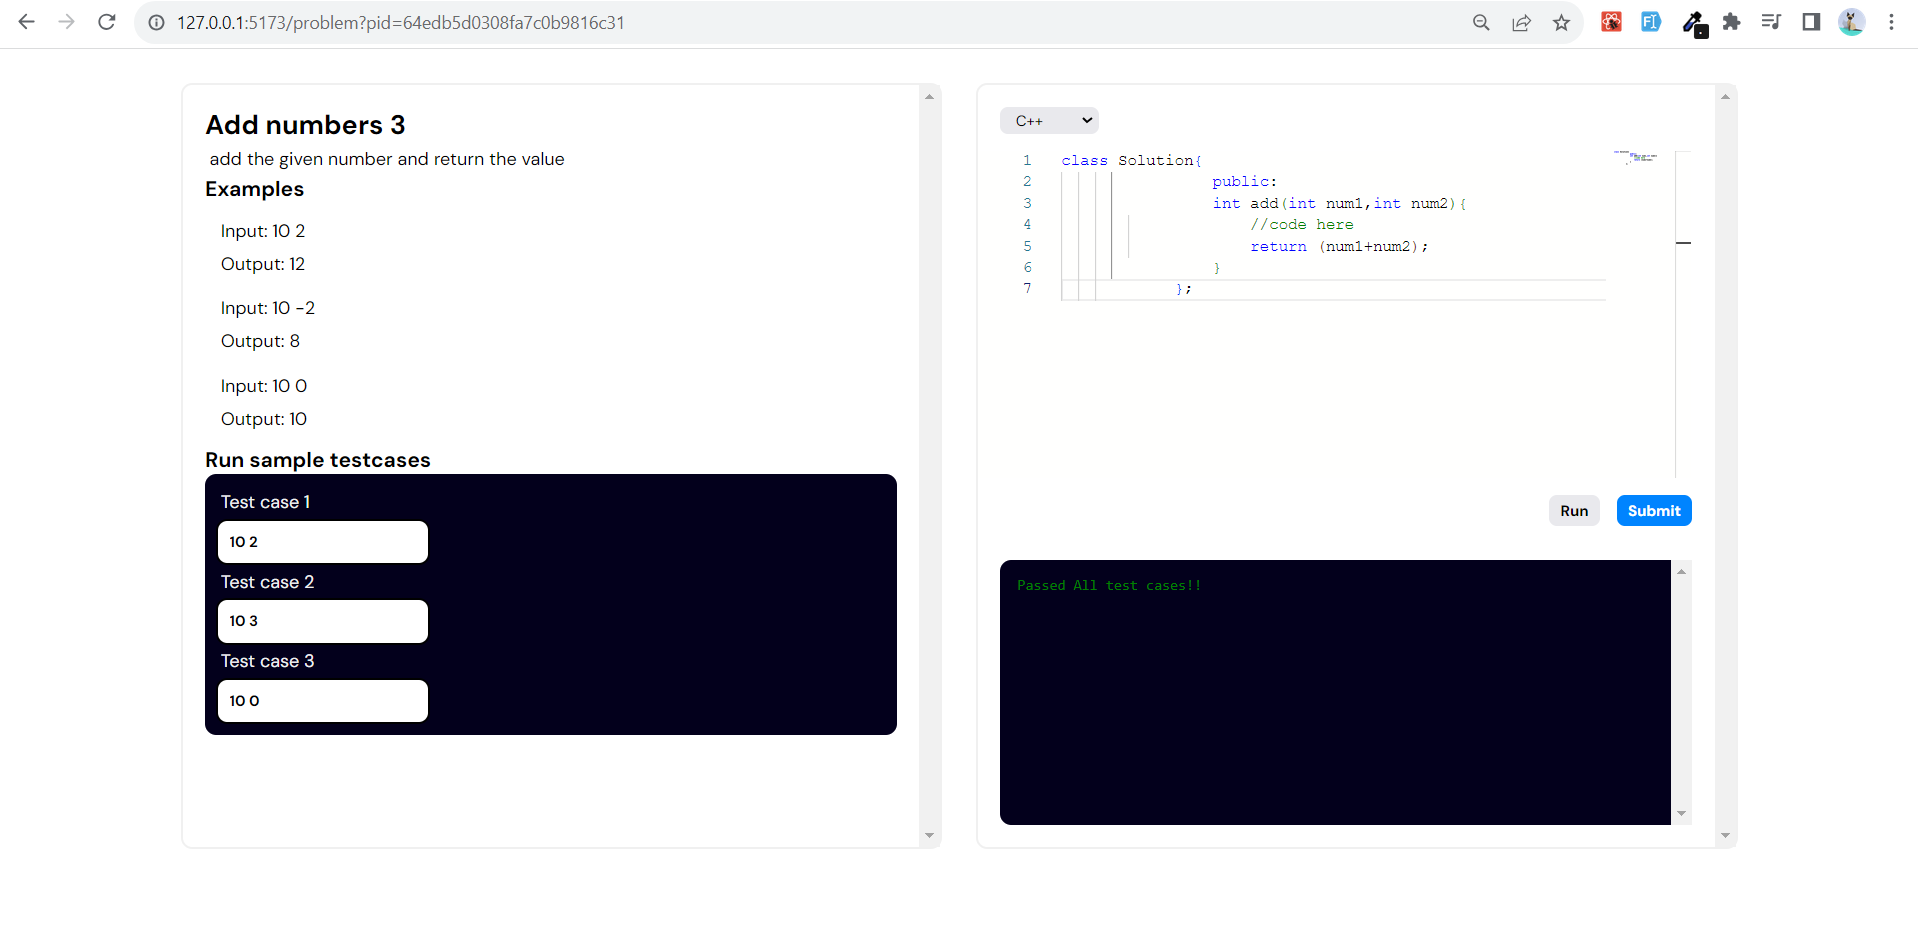 127.0.0.1:5173/problem?pid=64edb5d0308fa7c0b9816c31
Add numbers 3
add the given number and return the value
Examples
Input: 10 2
Output: 12
Input: 10 -2
Output: 8
Input: 10 0
Output: 10
Run sample testcases
Test case 1
10 2
Test case 2
10 3
Test case 3
10 0
C++
1 class Solution{
2 public:
3 int add(int num1,int num2){
4 //code here
5 return (num1+num2);
6 }
7 };
Run
Submit
Passed All test cases!!